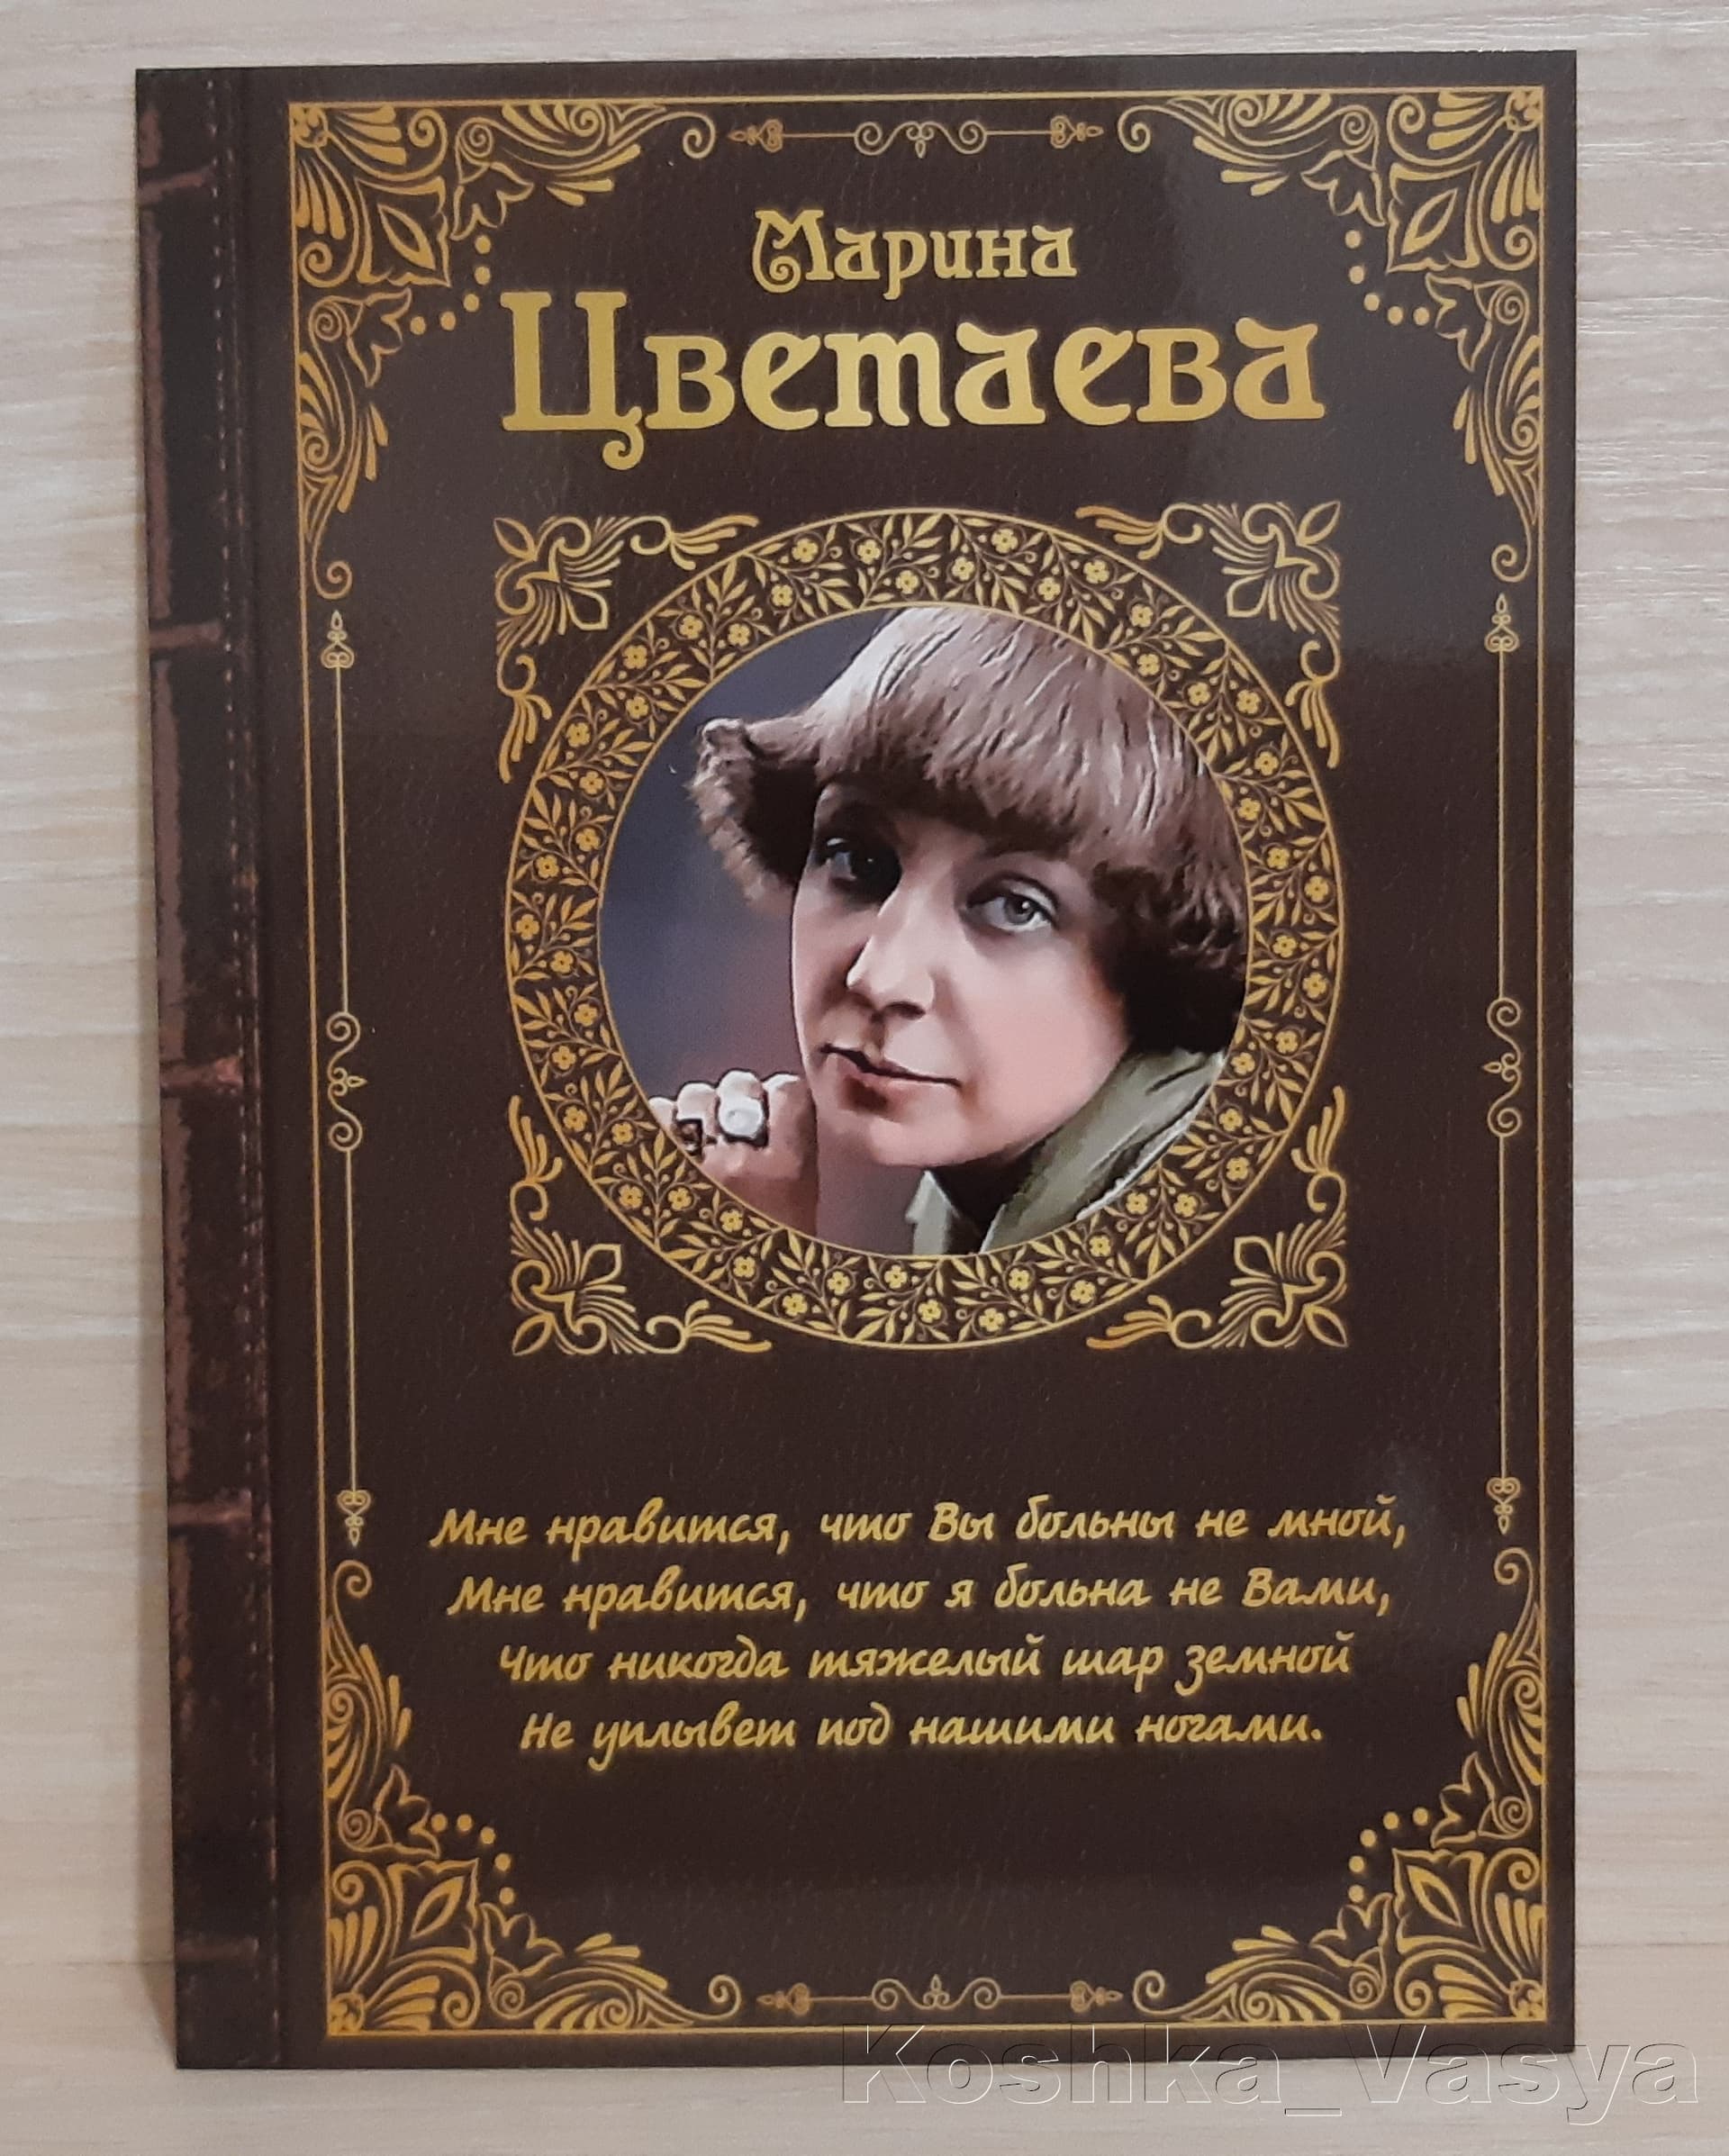 Марина
Цветаева
Мне нравится, что Вы больны не мной,
Мне нравится, что я больна не Вами,
Что никогда тяжелый шар земной
Не уплывет под нашими ногами.
Koshka_Vasya